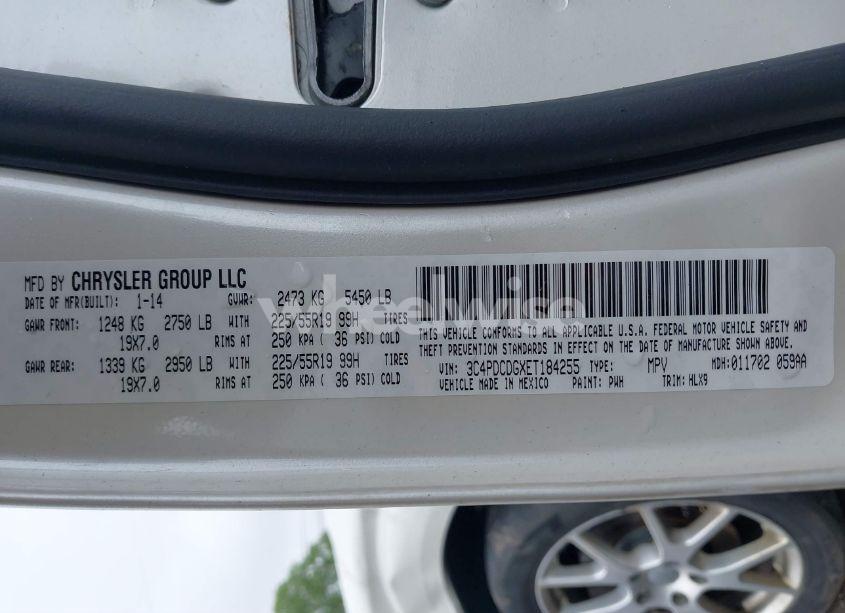 MFD BY CHRYSLER GROUP LLC
DATE OF MFR(BUILT): 1-14 GVWR: 2473 KG 5450 LB
GAWR FRONT: 1248 KG 2750 LB WITH 225/55R19 99H TIRES
19X7.0 RIMS AT 250 KPA ( 36 PSI) COLD
GAWR REAR: 1339 KG 2950 LB WITH 225/55R19 99H TIRES
19X7.0 RIMS AT 250 KPA ( 36 PSI) COLD
THIS VEHICLE CONFORMS TO ALL APPLICABLE U.S.A. FEDERAL MOTOR VEHICLE SAFETY AND
THEFT PREVENTION STANDARDS IN EFFECT ON THE DATE OF MANUFACTURE SHOWN ABOVE.
VIN: 3C4PDCDGXET184255 TYPE: MPV MDH:011702 059AA
VEHICLE MADE IN MEXICO PAINT: PWH TRIM: HLX9
wheelwise